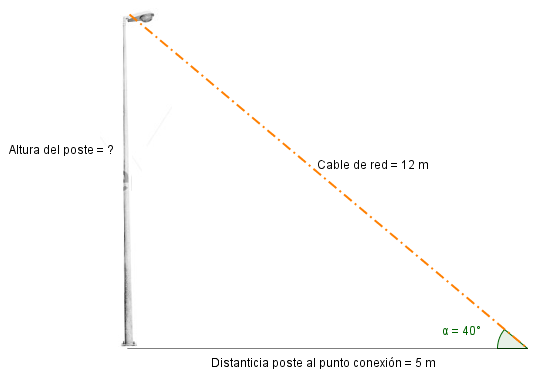 Altura del poste = ?
Cable de red = 12 m
α = 40°
Distanticia poste al punto conexión = 5 m